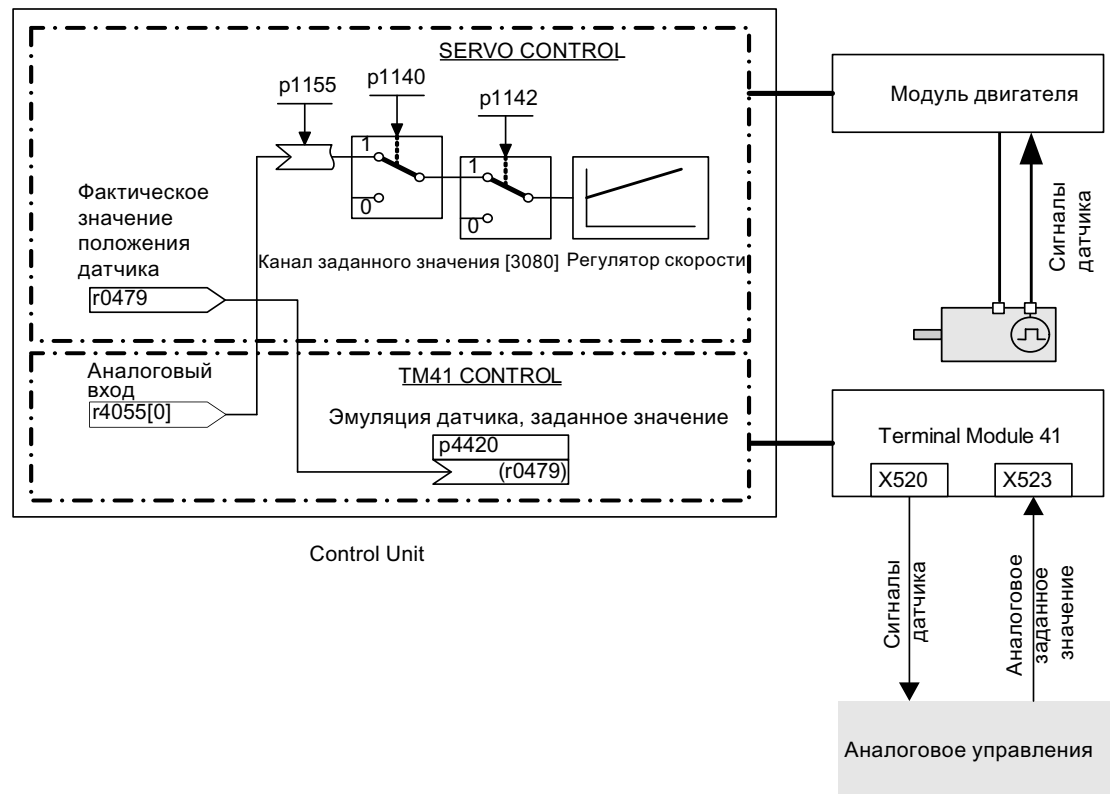 SERVO CONTROL
p1155
p1140
p1142
1
0
1
0
Фактическое
значение
положения
датчика
r0479
Канал заданного значения [3080]
Регулятор скорости
Аналоговый
вход
r4055[0]
TM41 CONTROL
Эмуляция датчика, заданное значение
p4420
(r0479)
Control Unit
Модуль двигателя
Сигналы
датчика
Terminal Module 41
X520
X523
Сигналы
датчика
Аналоговое
заданное
значение
Аналоговое управления